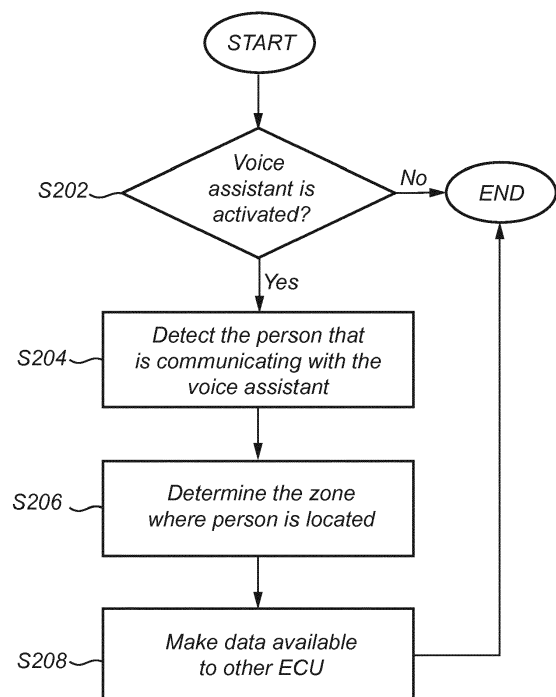 START
Voice
assistant is
activated?
S202
No
END
Yes
Detect the person that
is communicating with the
voice assistant
S204
Determine the zone
where person is located
S206
Make data available
to other ECU
S208